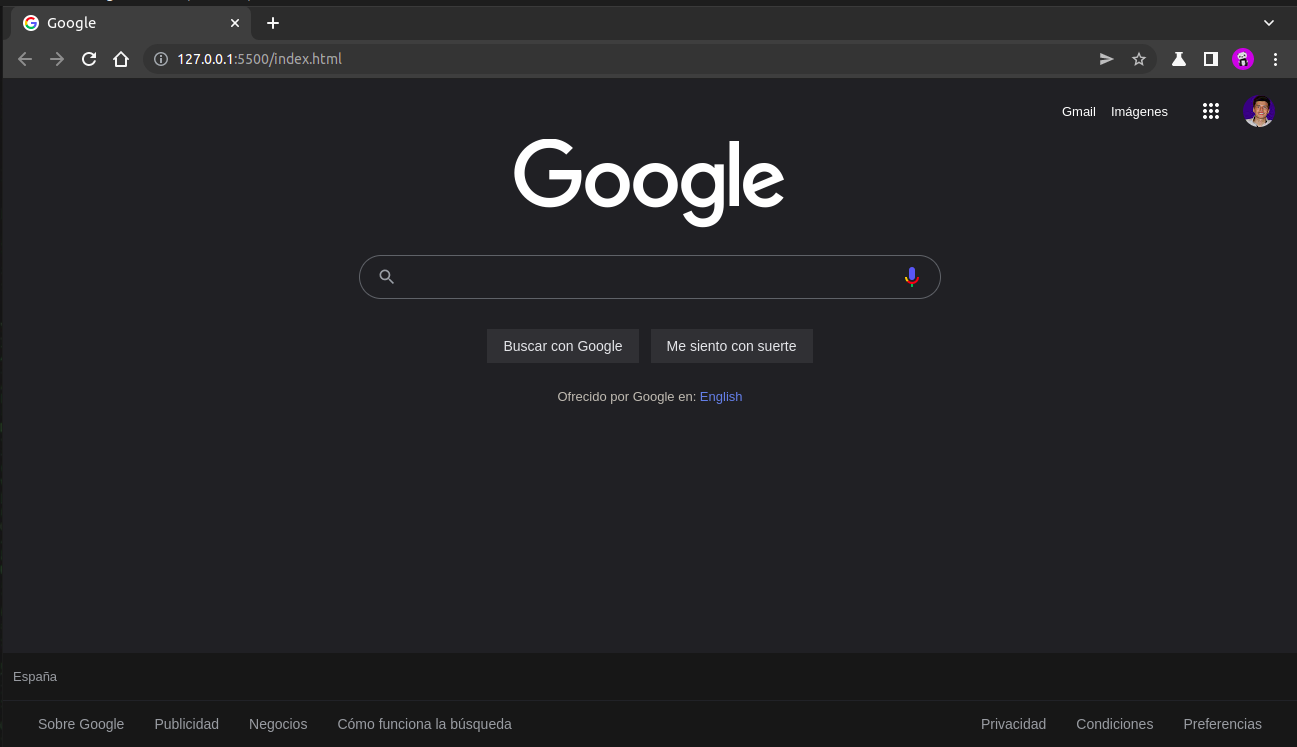 Google
127.0.0.1:5500/index.html
Gmail Imágenes
Google
Buscar con Google Me siento con suerte
Ofrecido por Google en: English
España
Sobre Google Publicidad Negocios Cómo funciona la búsqueda Privacidad Condiciones Preferencias